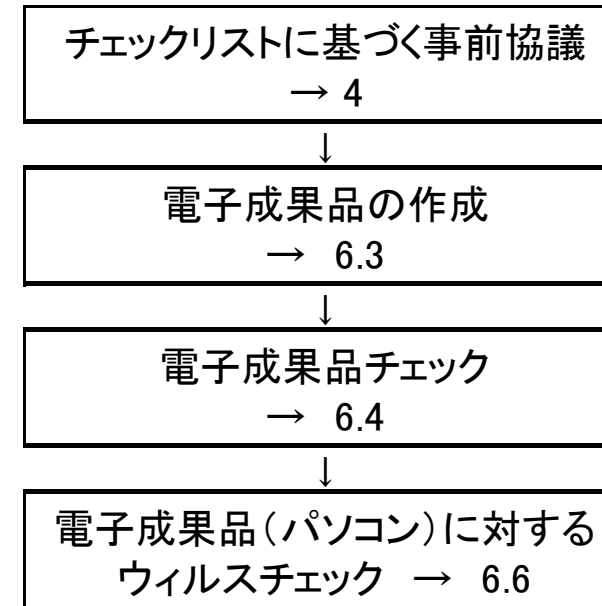 チェックリストに基づく事前協議
→ 4
↓
電子成果品の作成
→ 6.3
↓
電子成果品チェック
→ 6.4
↓
電子成果品(パソコン)に対する
ウィルスチェック → 6.6